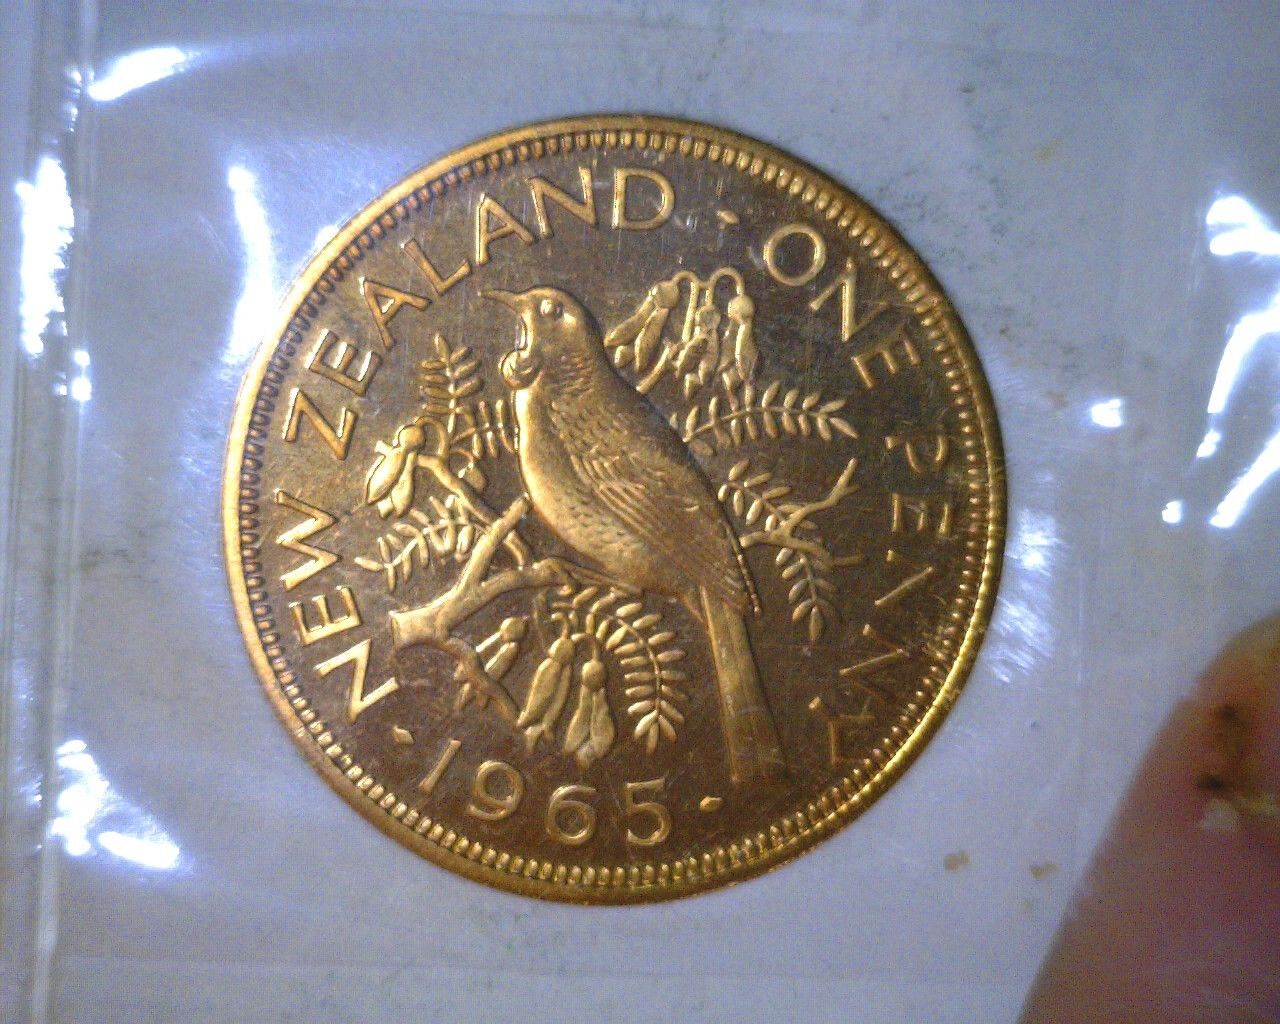 NEW ZEALAND · ONE PENNY
· 1965 ·